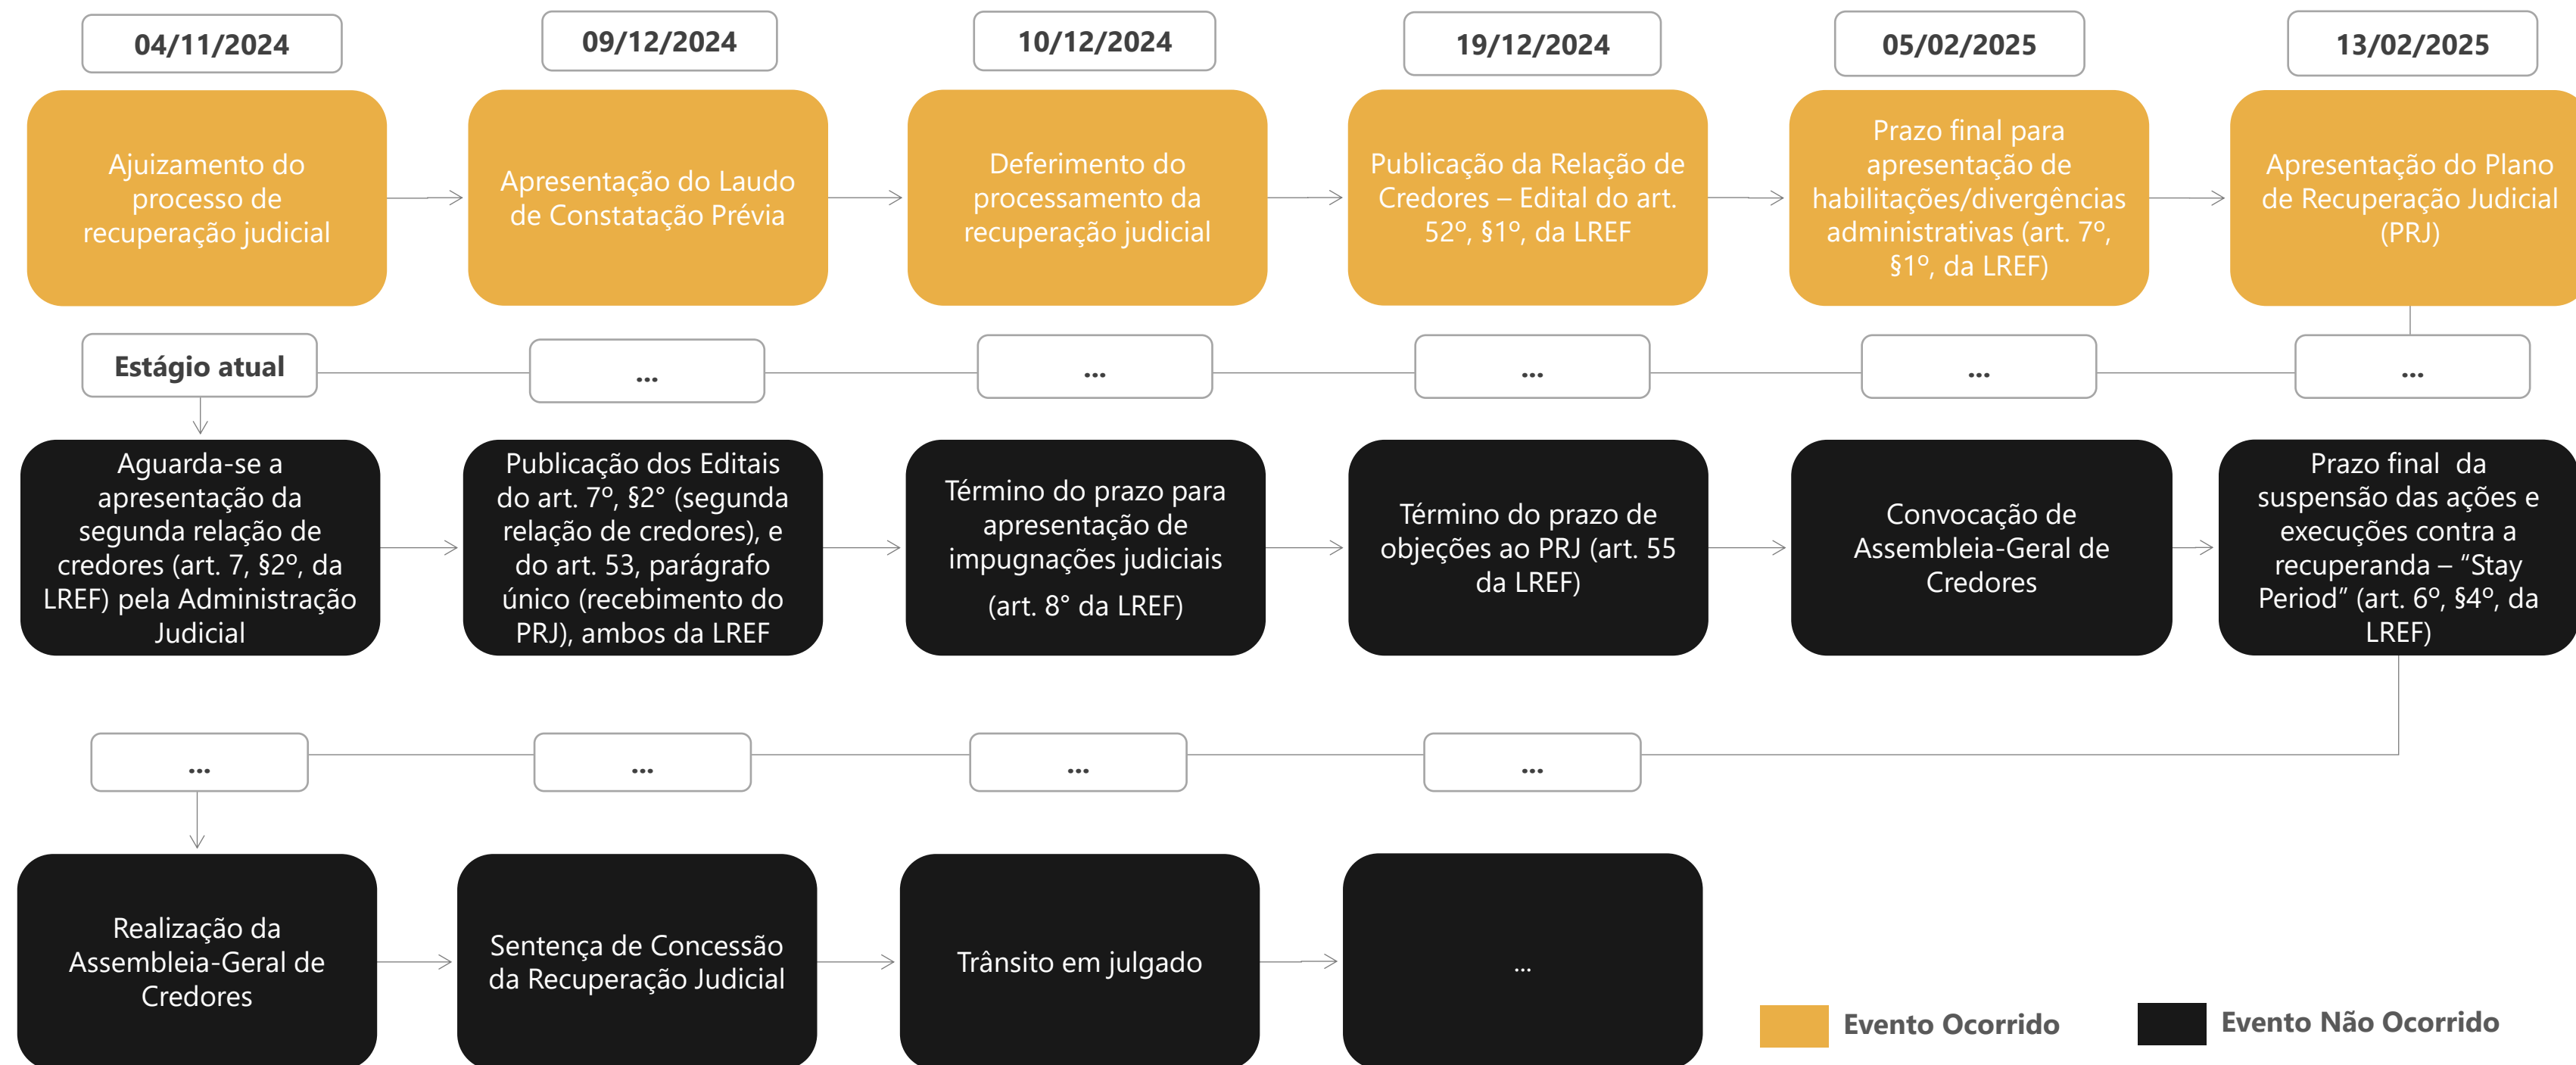 04/11/2024
09/12/2024
10/12/2024
19/12/2024
05/02/2025
13/02/2025
Ajuizamento do
processo de
recuperação judicial
Apresentação do Laudo
de Constatação Prévia
Deferimento do
processamento da
recuperação judicial
Publicação da Relação de
Credores – Edital do art.
52º, §1º, da LREF
Prazo final para
apresentação de
habilitações/divergências
administrativas (art. 7º,
§1º, da LREF)
Apresentação do Plano
de Recuperação Judicial
(PRJ)
Estágio atual
...
...
...
...
...
Aguarda-se a
apresentação da
segunda relação de
credores (art. 7, §2º, da
LREF) pela Administração
Judicial
Publicação dos Editais
do art. 7º, §2° (segunda
relação de credores), e
do art. 53, parágrafo
único (recebimento do
PRJ), ambos da LREF
Término do prazo para
apresentação de
impugnações judiciais
(art. 8° da LREF)
Término do prazo de
objeções ao PRJ (art. 55
da LREF)
Convocação de
Assembleia-Geral de
Credores
Prazo final  da
suspensão das ações e
execuções contra a
recuperanda – “Stay
Period” (art. 6º, §4º, da
LREF)
...
...
...
...
Realização da
Assembleia-Geral de
Credores
Sentença de Concessão
da Recuperação Judicial
Trânsito em julgado
...
Evento Ocorrido
Evento Não Ocorrido